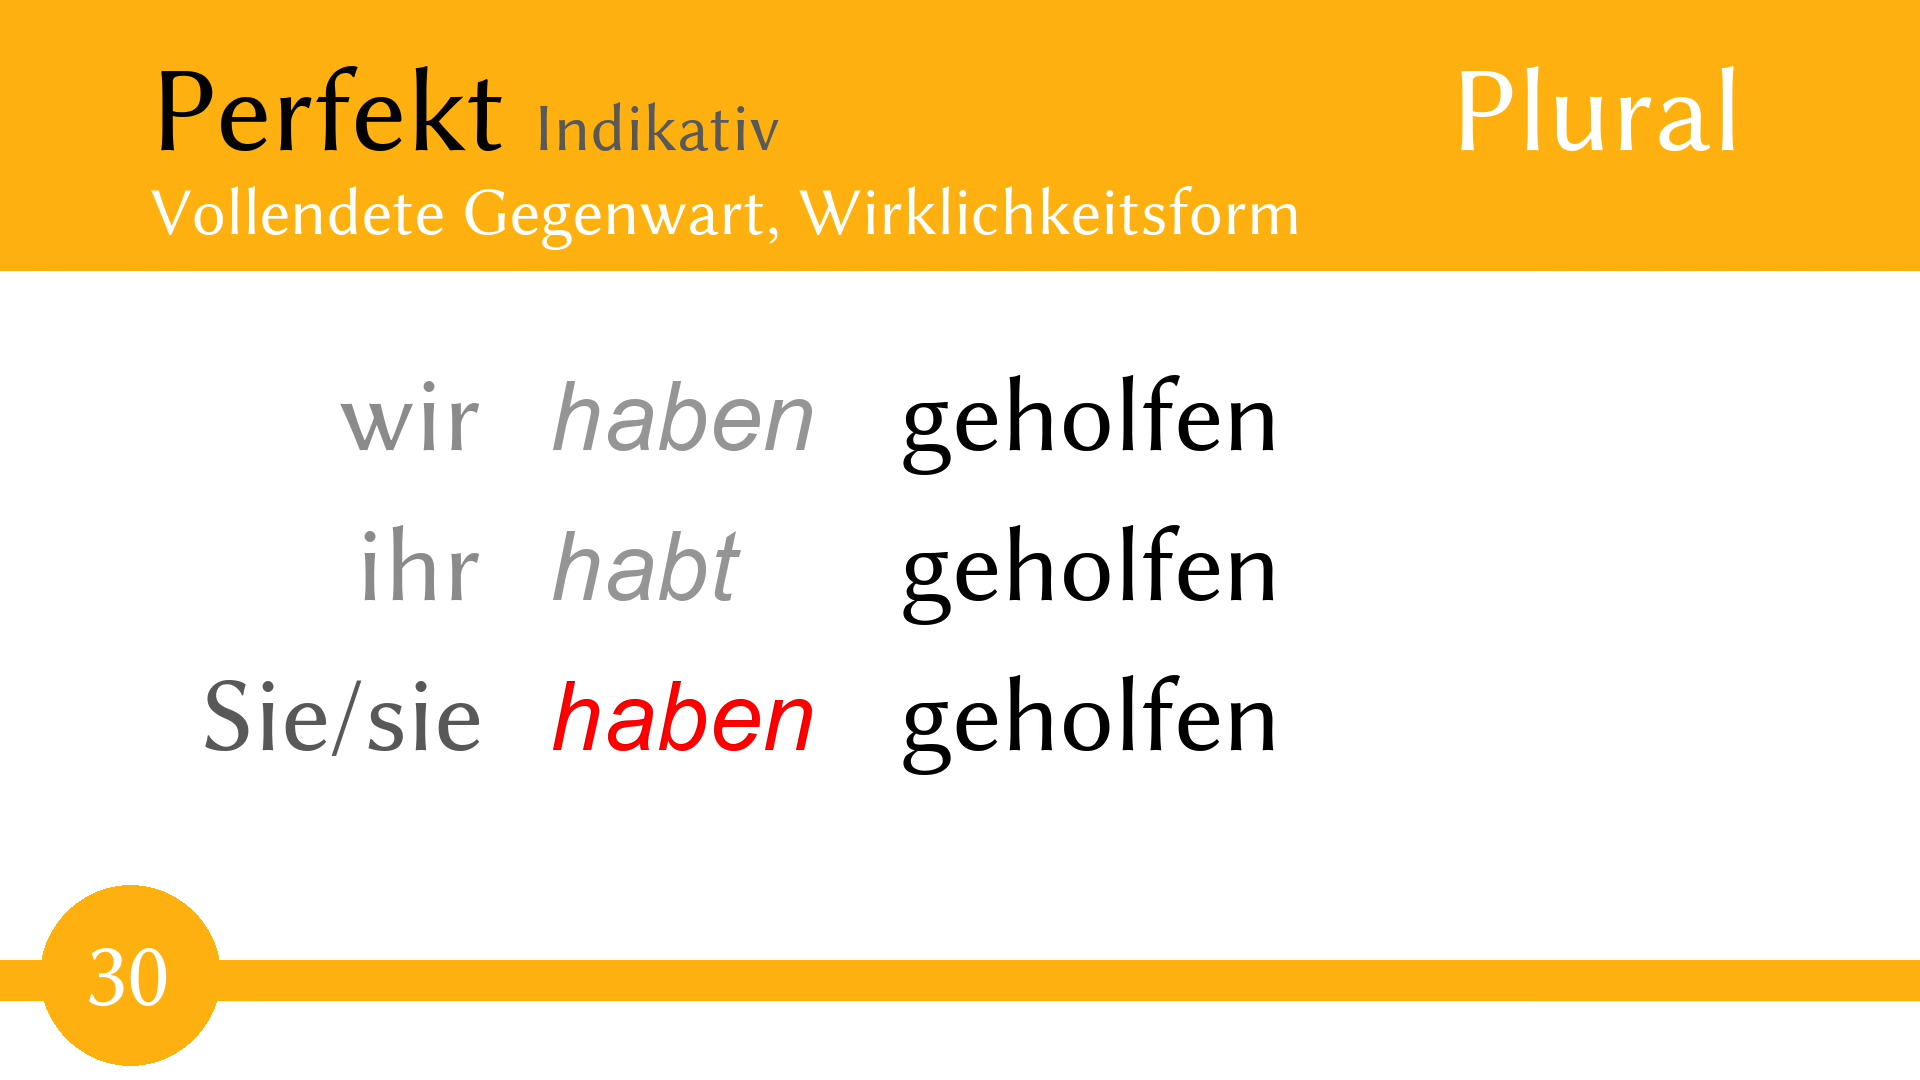 Perfekt Indikativ Plural
Vollendete Gegenwart, Wirklichkeitsform
wir haben geholfen
ihr habt geholfen
Sie/sie haben geholfen
30